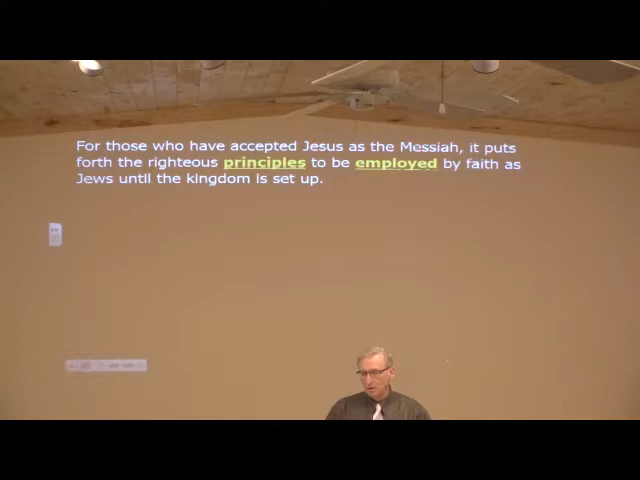 For those who have accepted Jesus as the Messiah, it puts
forth the righteous principles to be employed by faith as
Jews until the kingdom is set up.